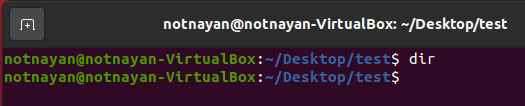 notnayan@notnayan-VirtualBox: ~/Desktop/test
notnayan@notnayan-VirtualBox:~/Desktop/test$ dir
notnayan@notnayan-VirtualBox:~/Desktop/test$